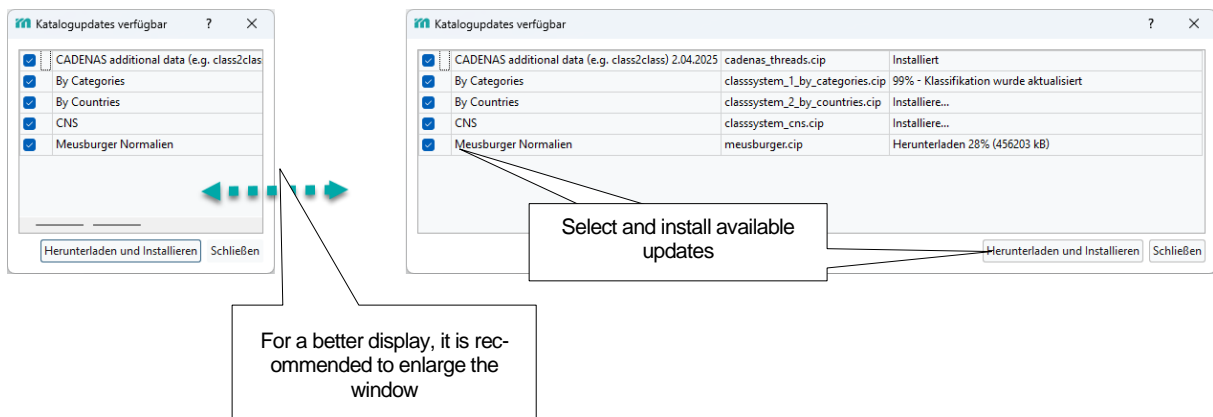 Katalogupdates verfügbar ? ×
CADENAS additional data (e.g. class2clas
By Categories
By Countries
CNS
Meusburger Normalien
Herunterladen und Installieren Schließen
Katalogupdates verfügbar ? ×
CADENAS additional data (e.g. class2class) 2.04.2025 cadenas_threads.cip Installiert
By Categories classsystem_1_by_categories.cip 99% - Klassifikation wurde aktualisiert
By Countries classsystem_2_by_countries.cip Installiere...
CNS classsystem_cns.cip Installiere...
Meusburger Normalien meusburger.cip Herunterladen 28% (456203 kB)
Select and install available
updates
Herunterladen und Installieren Schließen
For a better display, it is rec-
ommended to enlarge the
window